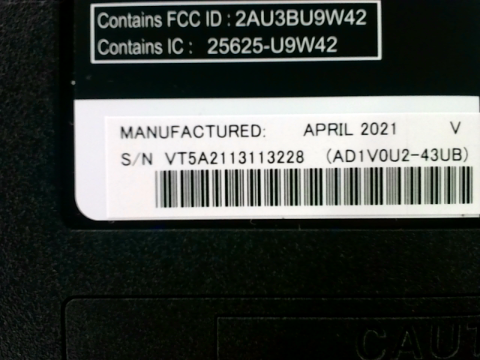 Contains FCC ID : 2AU3BU9W42
Contains IC : 25625-U9W42
MANUFACTURED: APRIL 2021 V
S/N VT5A2113113228 (AD1V0U2-43UB)